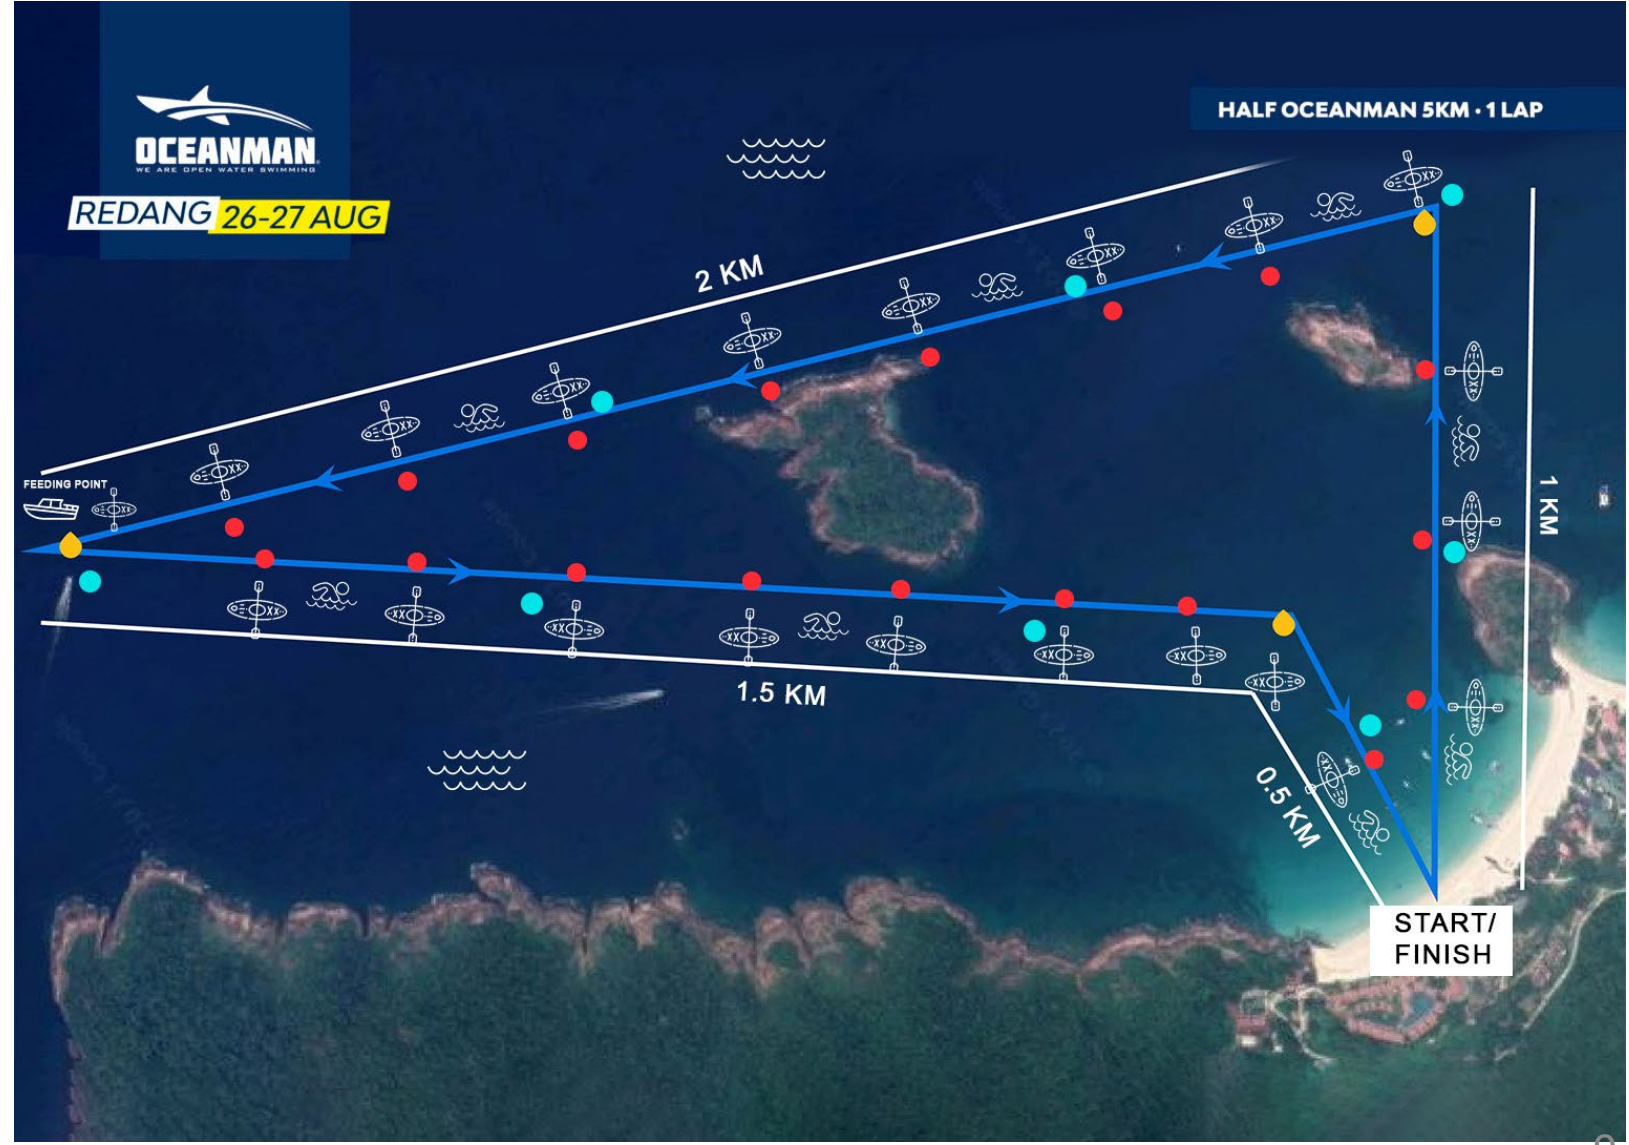 OCEANMAN
WE ARE OPEN WATER SWIMMING
REDANG 26-27 AUG
HALF OCEANMAN 5KM · 1 LAP
2 KM
FEEDING POINT
1 KM
1.5 KM
0.5 KM
START/
FINISH